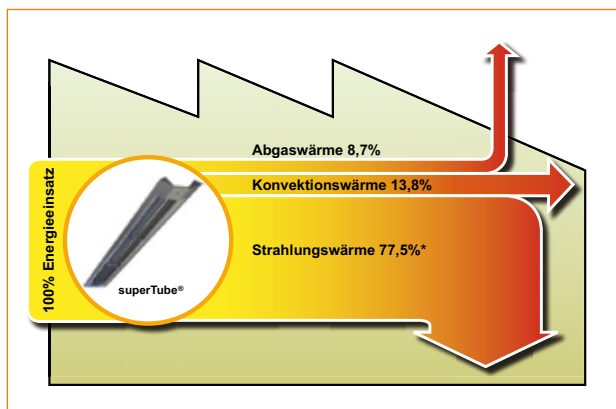 Abgaswärme 8,7%
Konvektionswärme 13,8%
100% Energieeinsatz
Strahlungswärme 77,5%*
superTube®